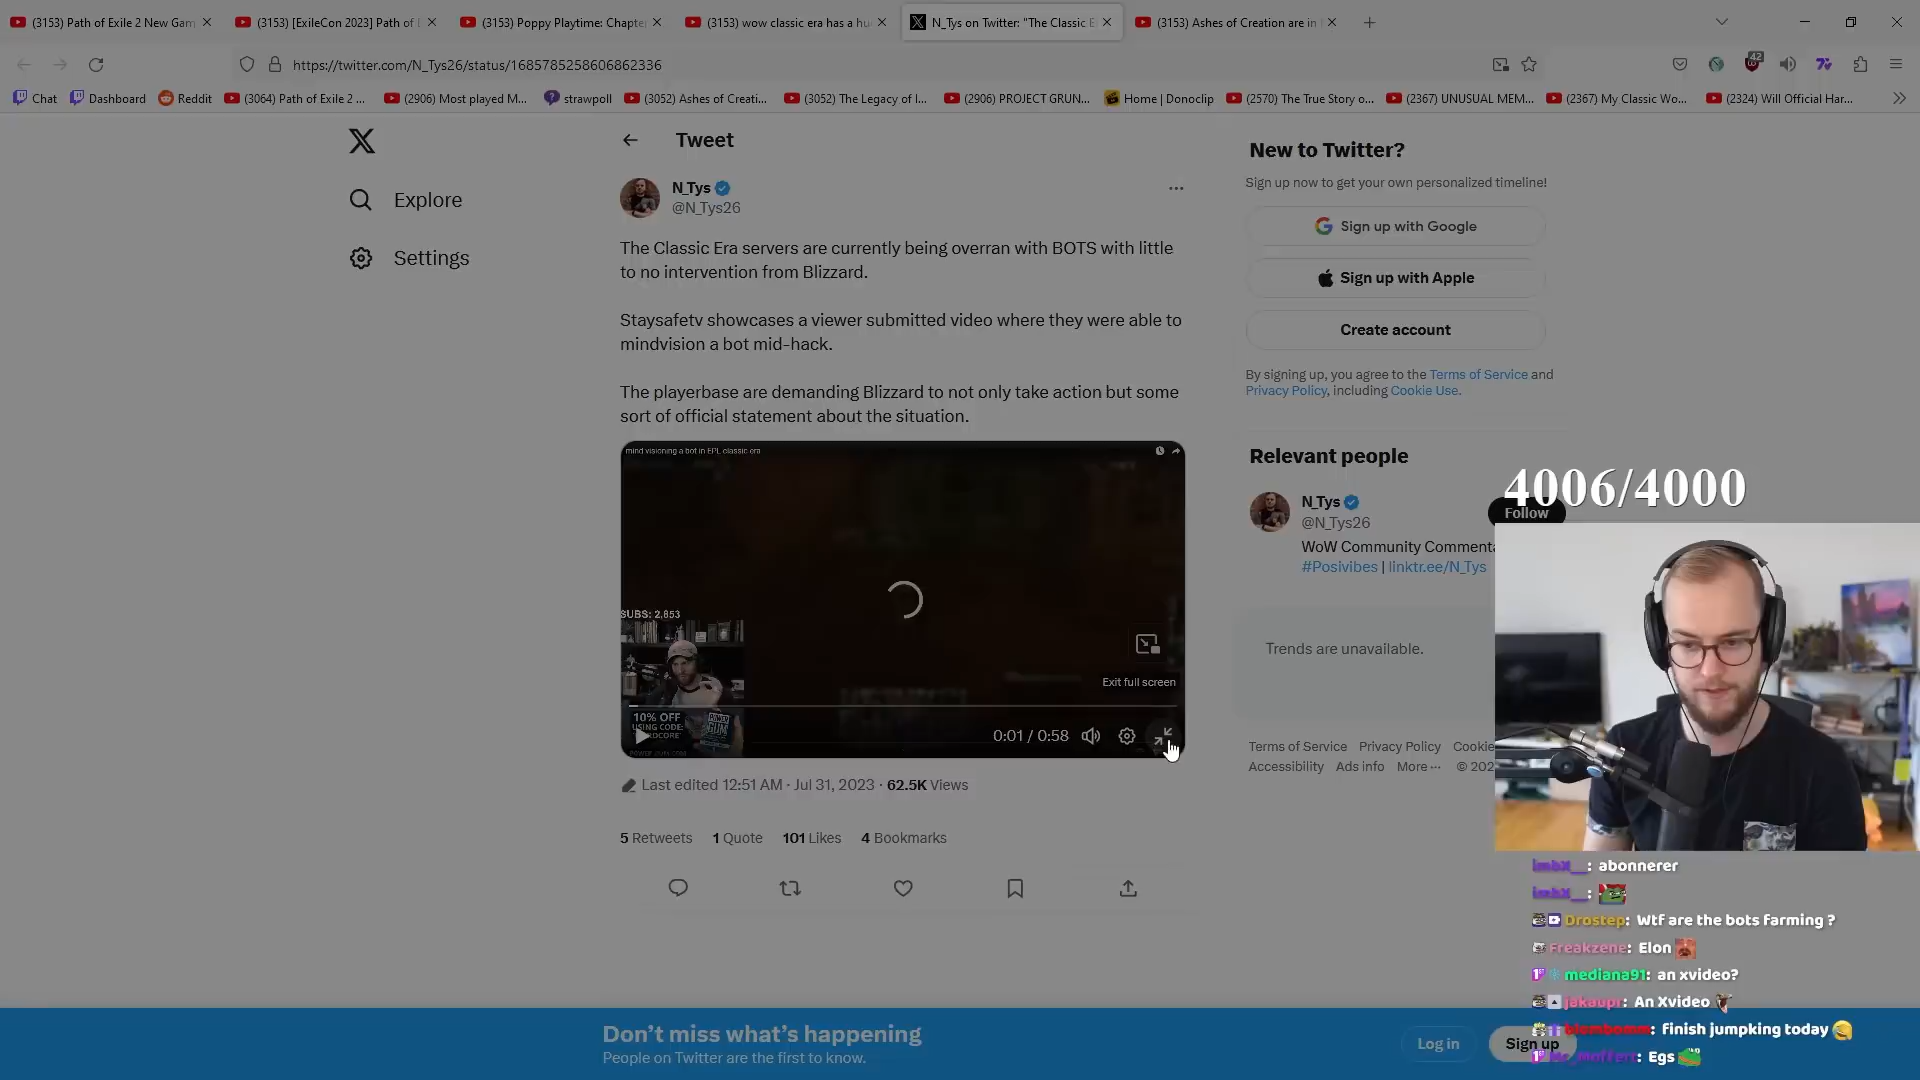 (3153) Path of Exile 2 New Gam
(3153) [ExileCon 2023] Path of
(3153) Poppy Playtime: Chapte
(3153) wow classic era has a hu
N_Tys on Twitter: "The Classic E
(3153) Ashes of Creation are in
https://twitter.com/N_Tys26/status/1685785258606862336
42
Chat
Dashboard
Reddit
(3064) Path of Exile 2 ...
(2906) Most played M...
strawpoll
(3052) Ashes of Creati...
(3052) The Legacy of I...
(2906) PROJECT GRUN...
Home | Donoclip
(2570) The True Story o...
(2367) UNUSUAL MEM...
(2367) My Classic Wo...
(2324) Will Official Har...
Explore
Settings
Tweet
N_Tys
@N_Tys26
The Classic Era servers are currently being overran with BOTS with little
to no intervention from Blizzard.
Staysafetv showcases a viewer submitted video where they were able to
mindvision a bot mid-hack.
The playerbase are demanding Blizzard to not only take action but some
sort of official statement about the situation.
mind visioning a bot in EPL classic era
SUBS: 2,853
10% OFF
USING CODE:
Exit full screen
0:01 / 0:58
Last edited 12:51 AM · Jul 31, 2023 · 62.5K Views
5 Retweets 1 Quote 101 Likes 4 Bookmarks
New to Twitter?
Sign up now to get your own personalized timeline!
Sign up with Google
Sign up with Apple
Create account
By signing up, you agree to the Terms of Service and
Privacy Policy, including Cookie Use.
Relevant people
N_Tys
@N_Tys26
Follow
WoW Community Commenta
#Posivibes | linktr.ee/N_Tys
Trends are unavailable.
Terms of Service Privacy Policy Cookie
Accessibility Ads info More ··· © 202
4006/4000
imbX__: abonnerer
imbX__:
Drostep: Wtf are the bots farming ?
Freakzene: Elon
mediana91: an xvideo?
jakaupr: An Xvideo
finish jumpking today
Egs
Don't miss what's happening
People on Twitter are the first to know.
Log in
Sign up